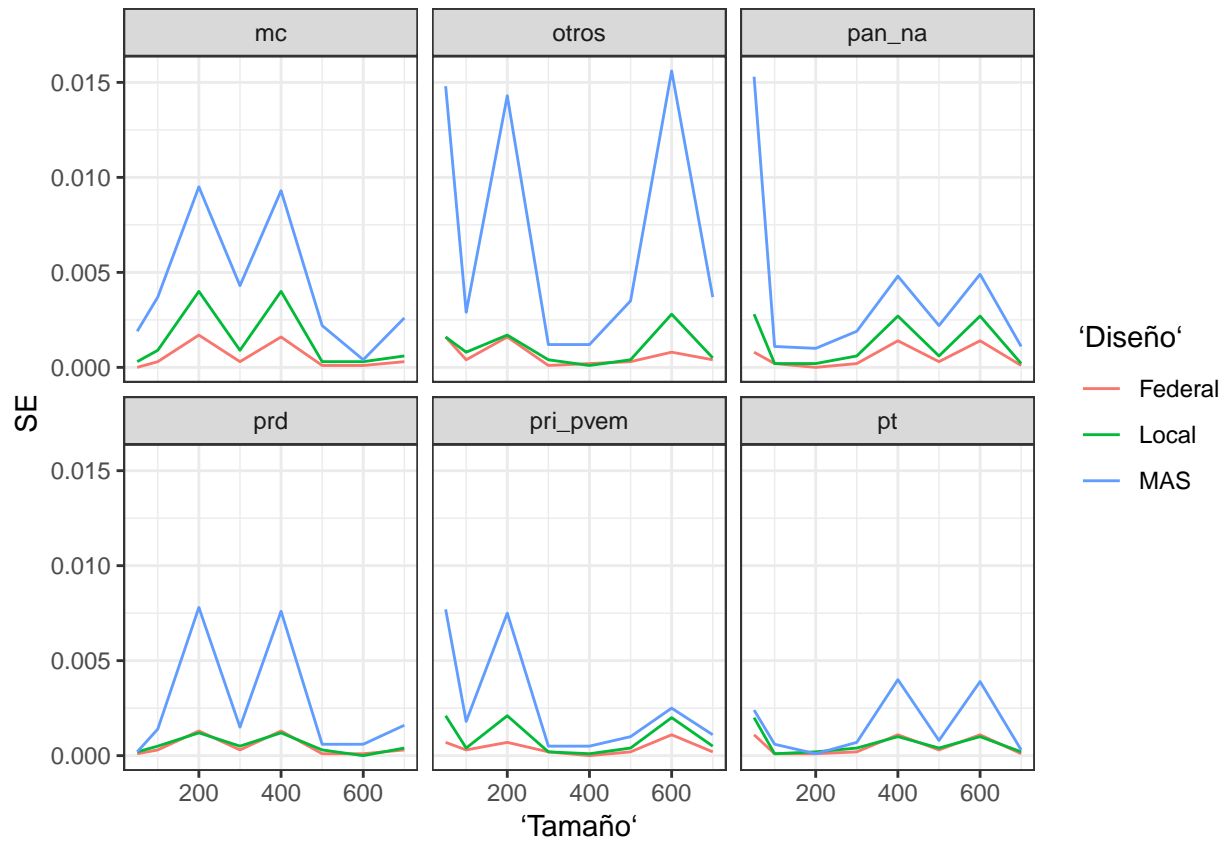 mc
otros
pan_na
0.015
0.010
0.005
0.000
prd
pri_pvem
pt
0.015
0.010
0.005
0.000
200 400 600
200 400 600
200 400 600
SE
‘Tamaño‘
‘Diseño‘
Federal
Local
MAS